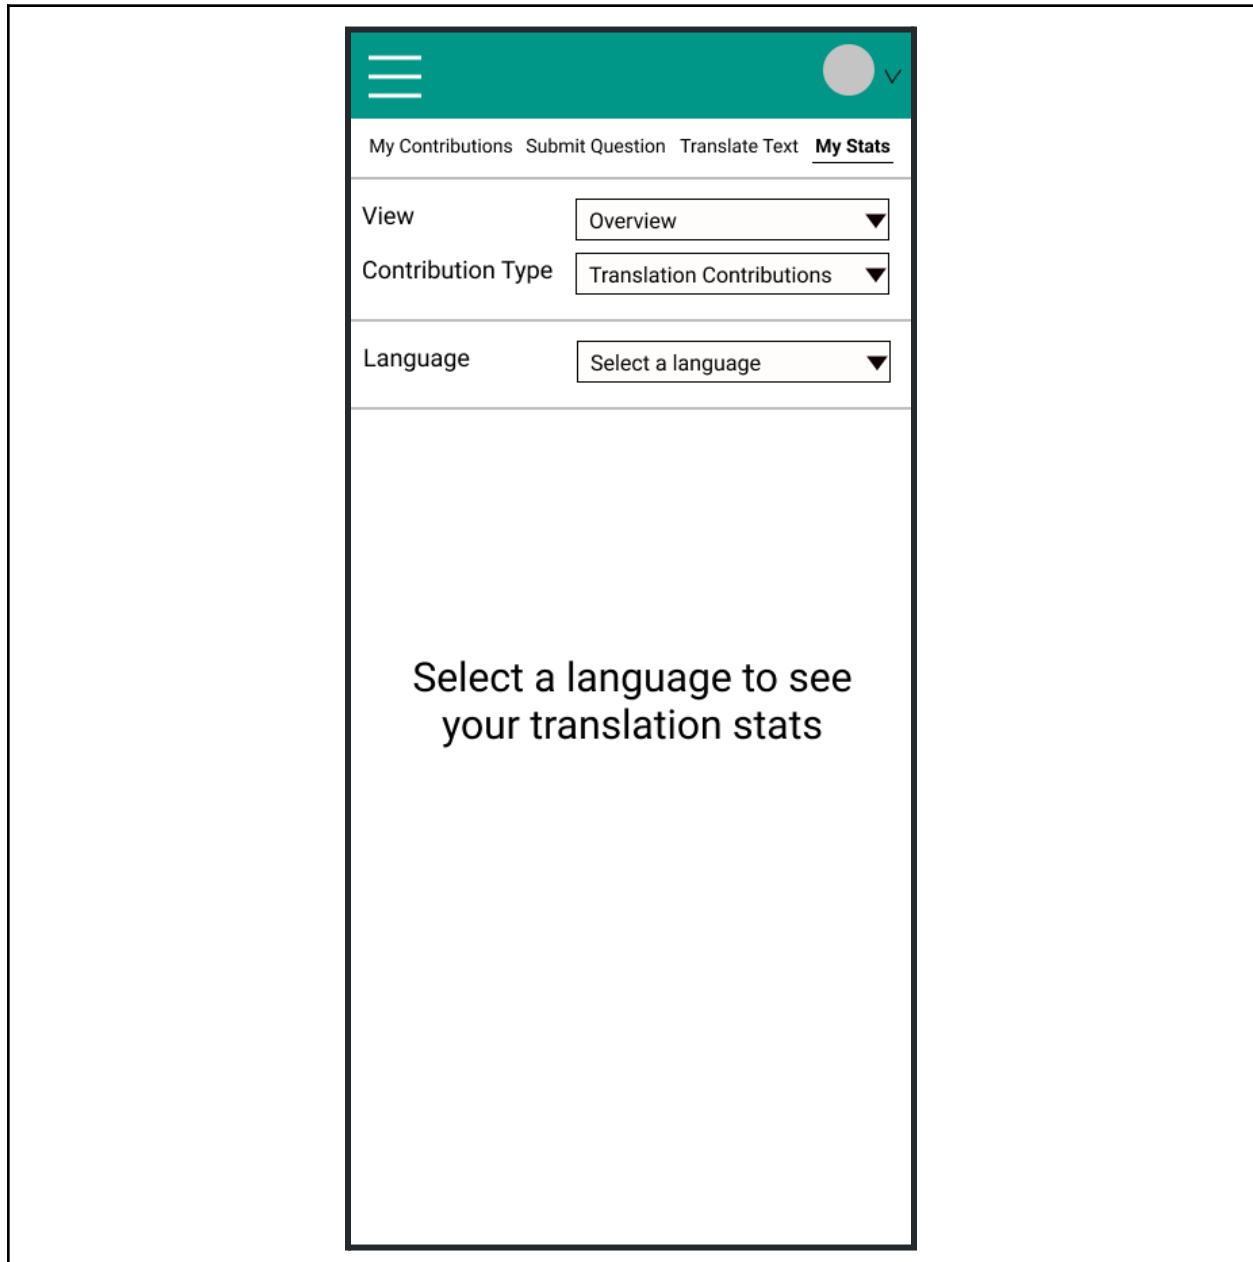 My Contributions Submit Question Translate Text My Stats
View Overview
Contribution Type Translation Contributions
Language Select a language
Select a language to see
your translation stats